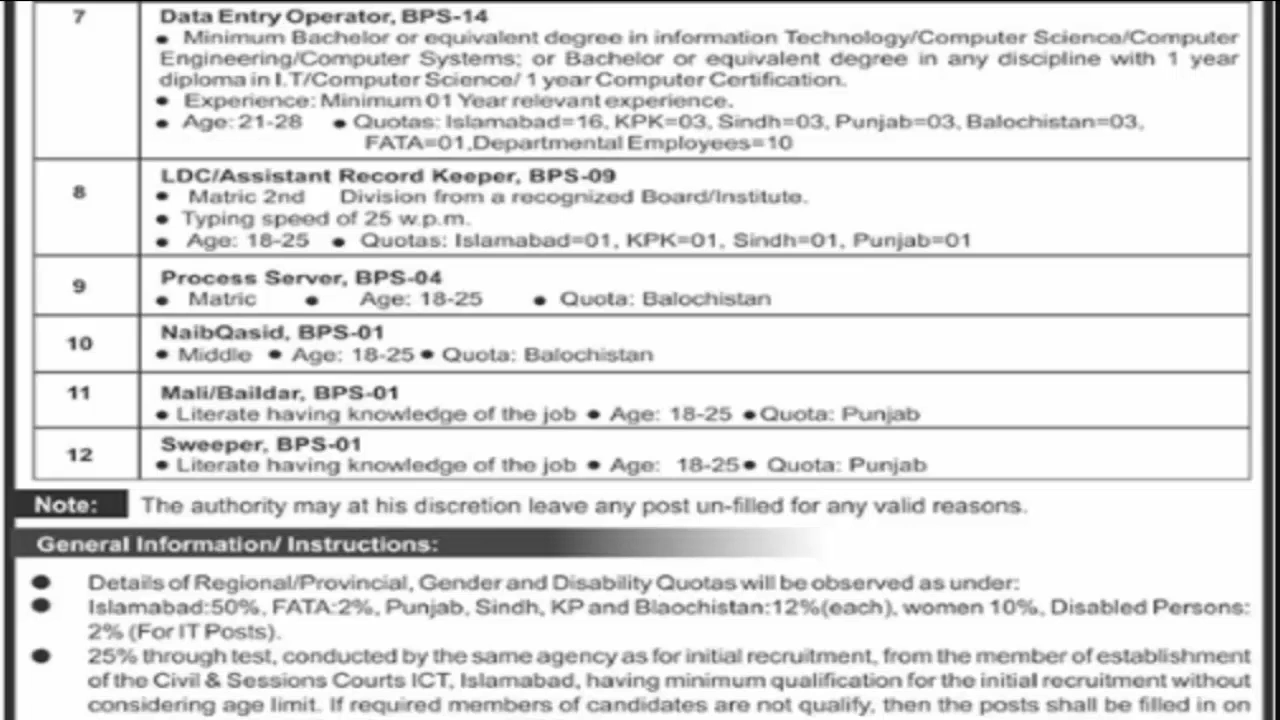 7 Data Entry Operator, BPS-14
• Minimum Bachelor or equivalent degree in information Technology/Computer Science/Computer
Engineering/Computer Systems; or Bachelor or equivalent degree in any discipline with 1 year
diploma in I.T/Computer Science/ 1 year Computer Certification.
• Experience: Minimum 01 Year relevant experience.
• Age: 21-28 • Quotas: Islamabad=16, KPK=03, Sindh=03, Punjab=03, Balochistan=03,
FATA=01,Departmental Employees=10
8 LDC/Assistant Record Keeper, BPS-09
• Matric 2nd Division from a recognized Board/Institute.
• Typing speed of 25 w.p.m.
• Age: 18-25 • Quotas: Islamabad=01, KPK=01, Sindh=01, Punjab=01
9 Process Server, BPS-04
• Matric • Age: 18-25 • Quota: Balochistan
10 NaibQasid, BPS-01
• Middle • Age: 18-25 • Quota: Balochistan
11 Mali/Baildar, BPS-01
• Literate having knowledge of the job • Age: 18-25 • Quota: Punjab
12 Sweeper, BPS-01
• Literate having knowledge of the job • Age: 18-25 • Quota: Punjab
Note: The authority may at his discretion leave any post un-filled for any valid reasons.
General Information/ Instructions:
• Details of Regional/Provincial, Gender and Disability Quotas will be observed as under:
• Islamabad:50%, FATA:2%, Punjab, Sindh, KP and Blaochistan:12%(each), women 10%, Disabled Persons:
2% (For IT Posts).
• 25% through test, conducted by the same agency as for initial recruitment, from the member of establishment
of the Civil & Sessions Courts ICT, Islamabad, having minimum qualification for the initial recruitment without
considering age limit. If required members of candidates are not qualify, then the posts shall be filled in on